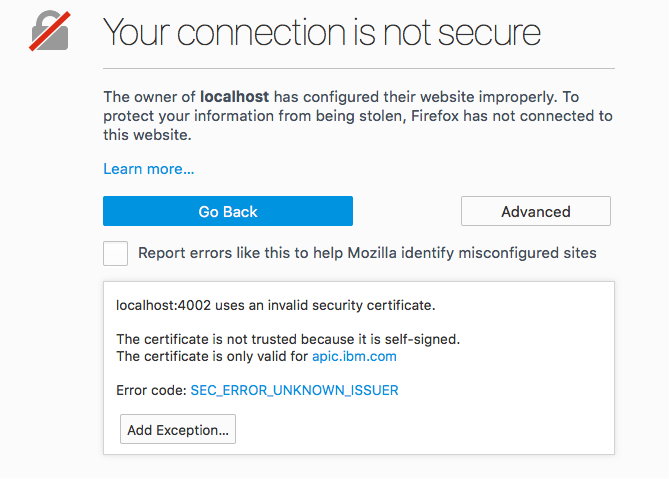 Your connection is not secure
The owner of localhost has configured their website improperly. To
protect your information from being stolen, Firefox has not connected to
this website.
Learn more...
Go Back
Advanced
Report errors like this to help Mozilla identify misconfigured sites
localhost:4002 uses an invalid security certificate.
The certificate is not trusted because it is self-signed.
The certificate is only valid for apic.ibm.com
Error code: SEC_ERROR_UNKNOWN_ISSUER
Add Exception...